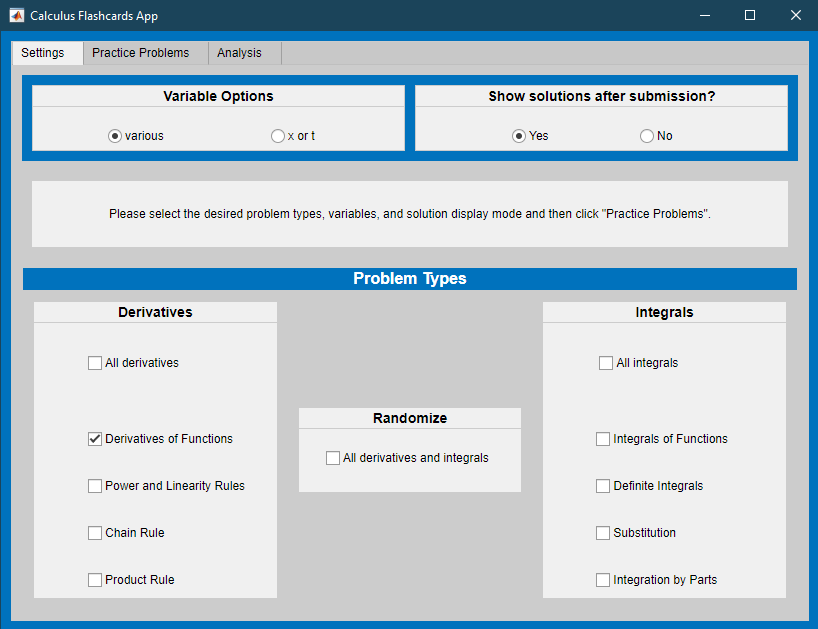 Calculus Flashcards App
Settings Practice Problems Analysis
Variable Options
various x or t
Show solutions after submission?
Yes No
Please select the desired problem types, variables, and solution display mode and then click "Practice Problems".
Problem Types
Derivatives
All derivatives
Derivatives of Functions
Power and Linearity Rules
Chain Rule
Product Rule
Randomize
All derivatives and integrals
Integrals
All integrals
Integrals of Functions
Definite Integrals
Substitution
Integration by Parts